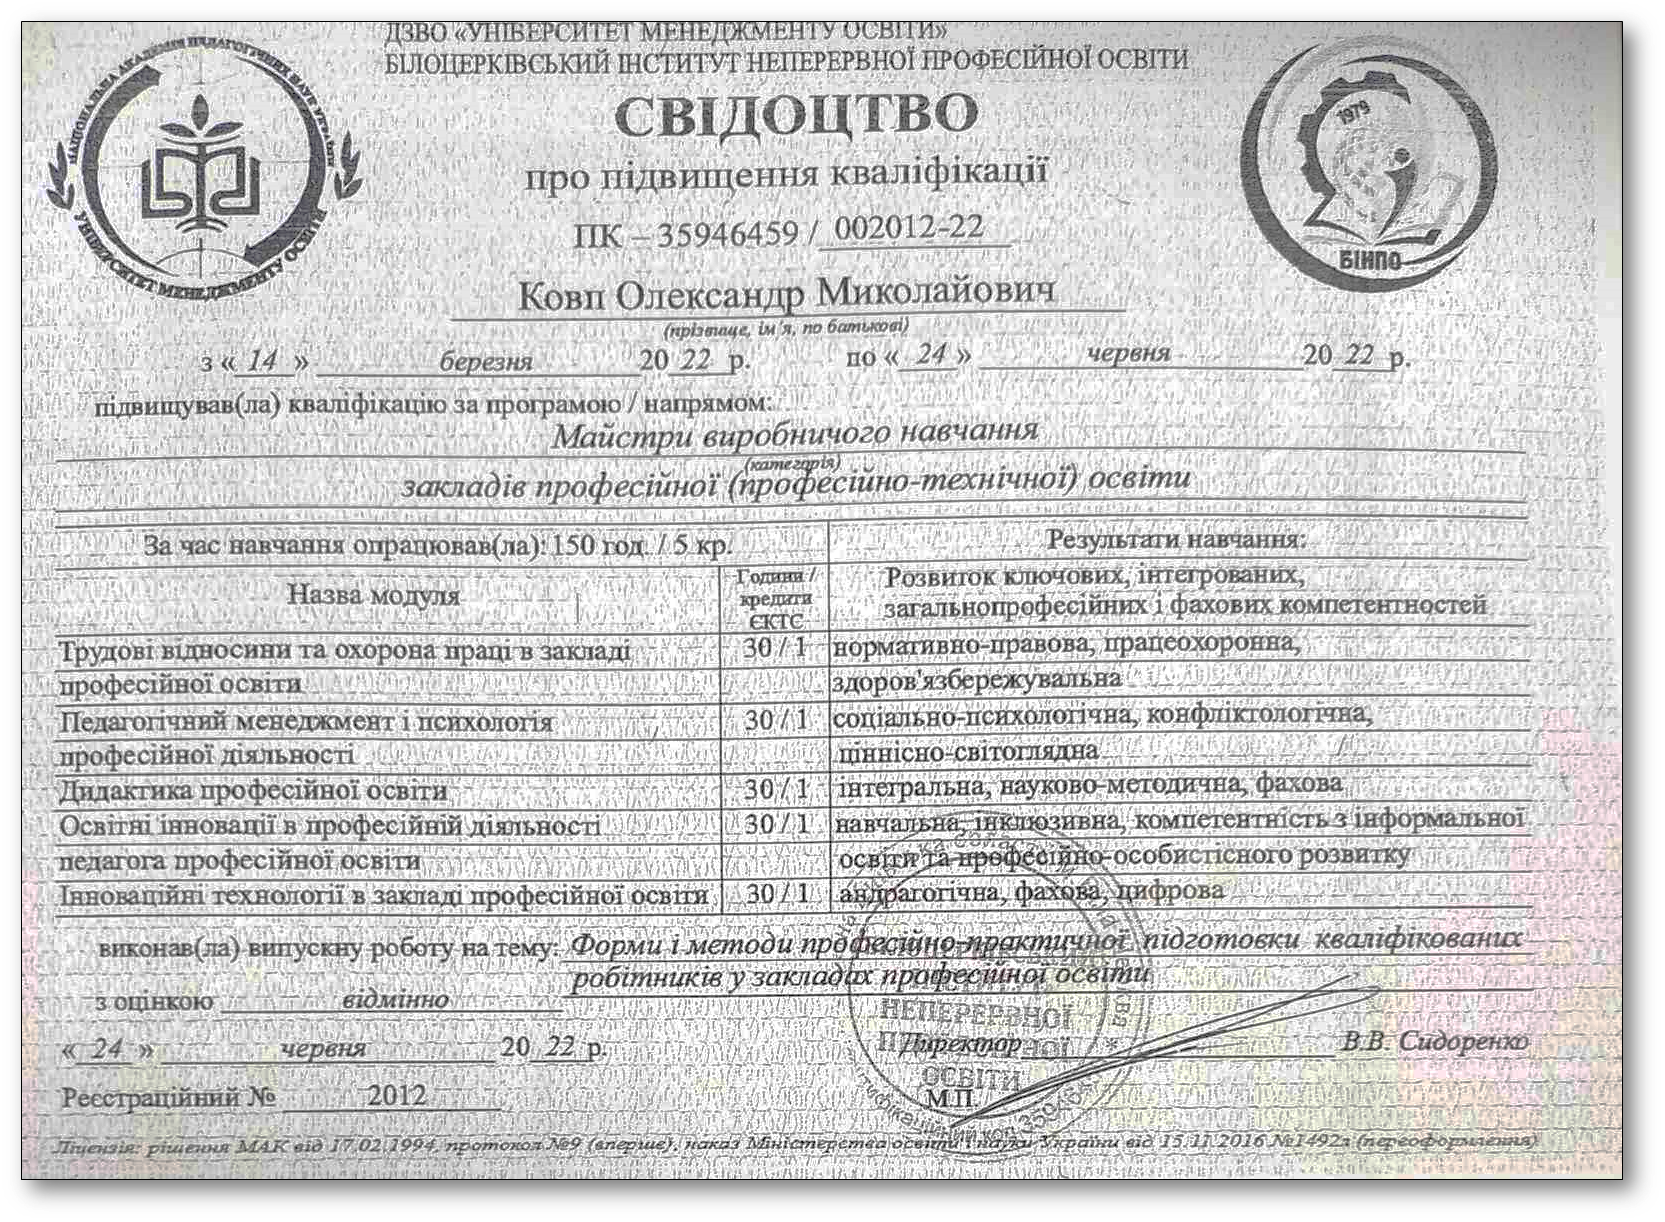 ДЗВО «УНІВЕРСИТЕТ МЕНЕДЖМЕНТУ ОСВІТИ»
БІЛОЦЕРКІВСЬКИЙ ІНСТИТУТ НЕПЕРЕРВНОЇ ПРОФЕСІЙНОЇ ОСВІТИ
НАЦІОНАЛЬНА АКАДЕМІЯ ПЕДАГОГІЧНИХ НАУК УКРАЇНИ
УНІВЕРСИТЕТ МЕНЕДЖМЕНТУ ОСВІТИ
1979
БІНПО
СВІДОЦТВО
про підвищення кваліфікації
ПК – 35946459 / 002012-22
Ковп Олександр Миколайович
(прізвище, ім'я, по батькові)
з « 14 » березня 20 22 р. по « 24 » червня 20 22 р.
підвищував(ла) кваліфікацію за програмою / напрямом:
Майстри виробничого навчання
(категорія)
закладів професійної (професійно-технічної) освіти
За час навчання опрацював(ла): 150 год. / 5 кр. Результати навчання:
Назва модуля Години / кредити ЄКТС Розвиток ключових, інтегрованих,
загальнопрофесійних і фахових компетентностей
Трудові відносини та охорона праці в закладі 30 / 1 нормативно-правова, працеохоронна,
професійної освіти здоров'язбережувальна
Педагогічний менеджмент і психологія 30 / 1 соціально-психологічна, конфліктологічна,
професійної діяльності ціннісно-світоглядна
Дидактика професійної освіти 30 / 1 інтегральна, науково-методична, фахова
Освітні інновації в професійній діяльності 30 / 1 навчальна, інклюзивна, компетентність з інформальної
педагога професійної освіти освіти та професійно-особистісного розвитку
Інноваційні технології в закладі професійної освіти 30 / 1 андрагогічна, фахова, цифрова
виконав(ла) випускну роботу на тему: Форми і методи професійно-практичної підготовки кваліфікованих
робітників у закладах професійної освіти
з оцінкою відмінно
НЕПЕРЕРВНОЇ
ОСВІТИ
« 24 » червня 20 22 р. Директор В.В. Сидоренко
М.П.
Реєстраційний № 2012
Ліцензія: рішення МАК від 17.02.1994, протокол №9 (вперше), наказ Міністерства освіти і науки України від 15.11.2016 №1492л (переоформлення)